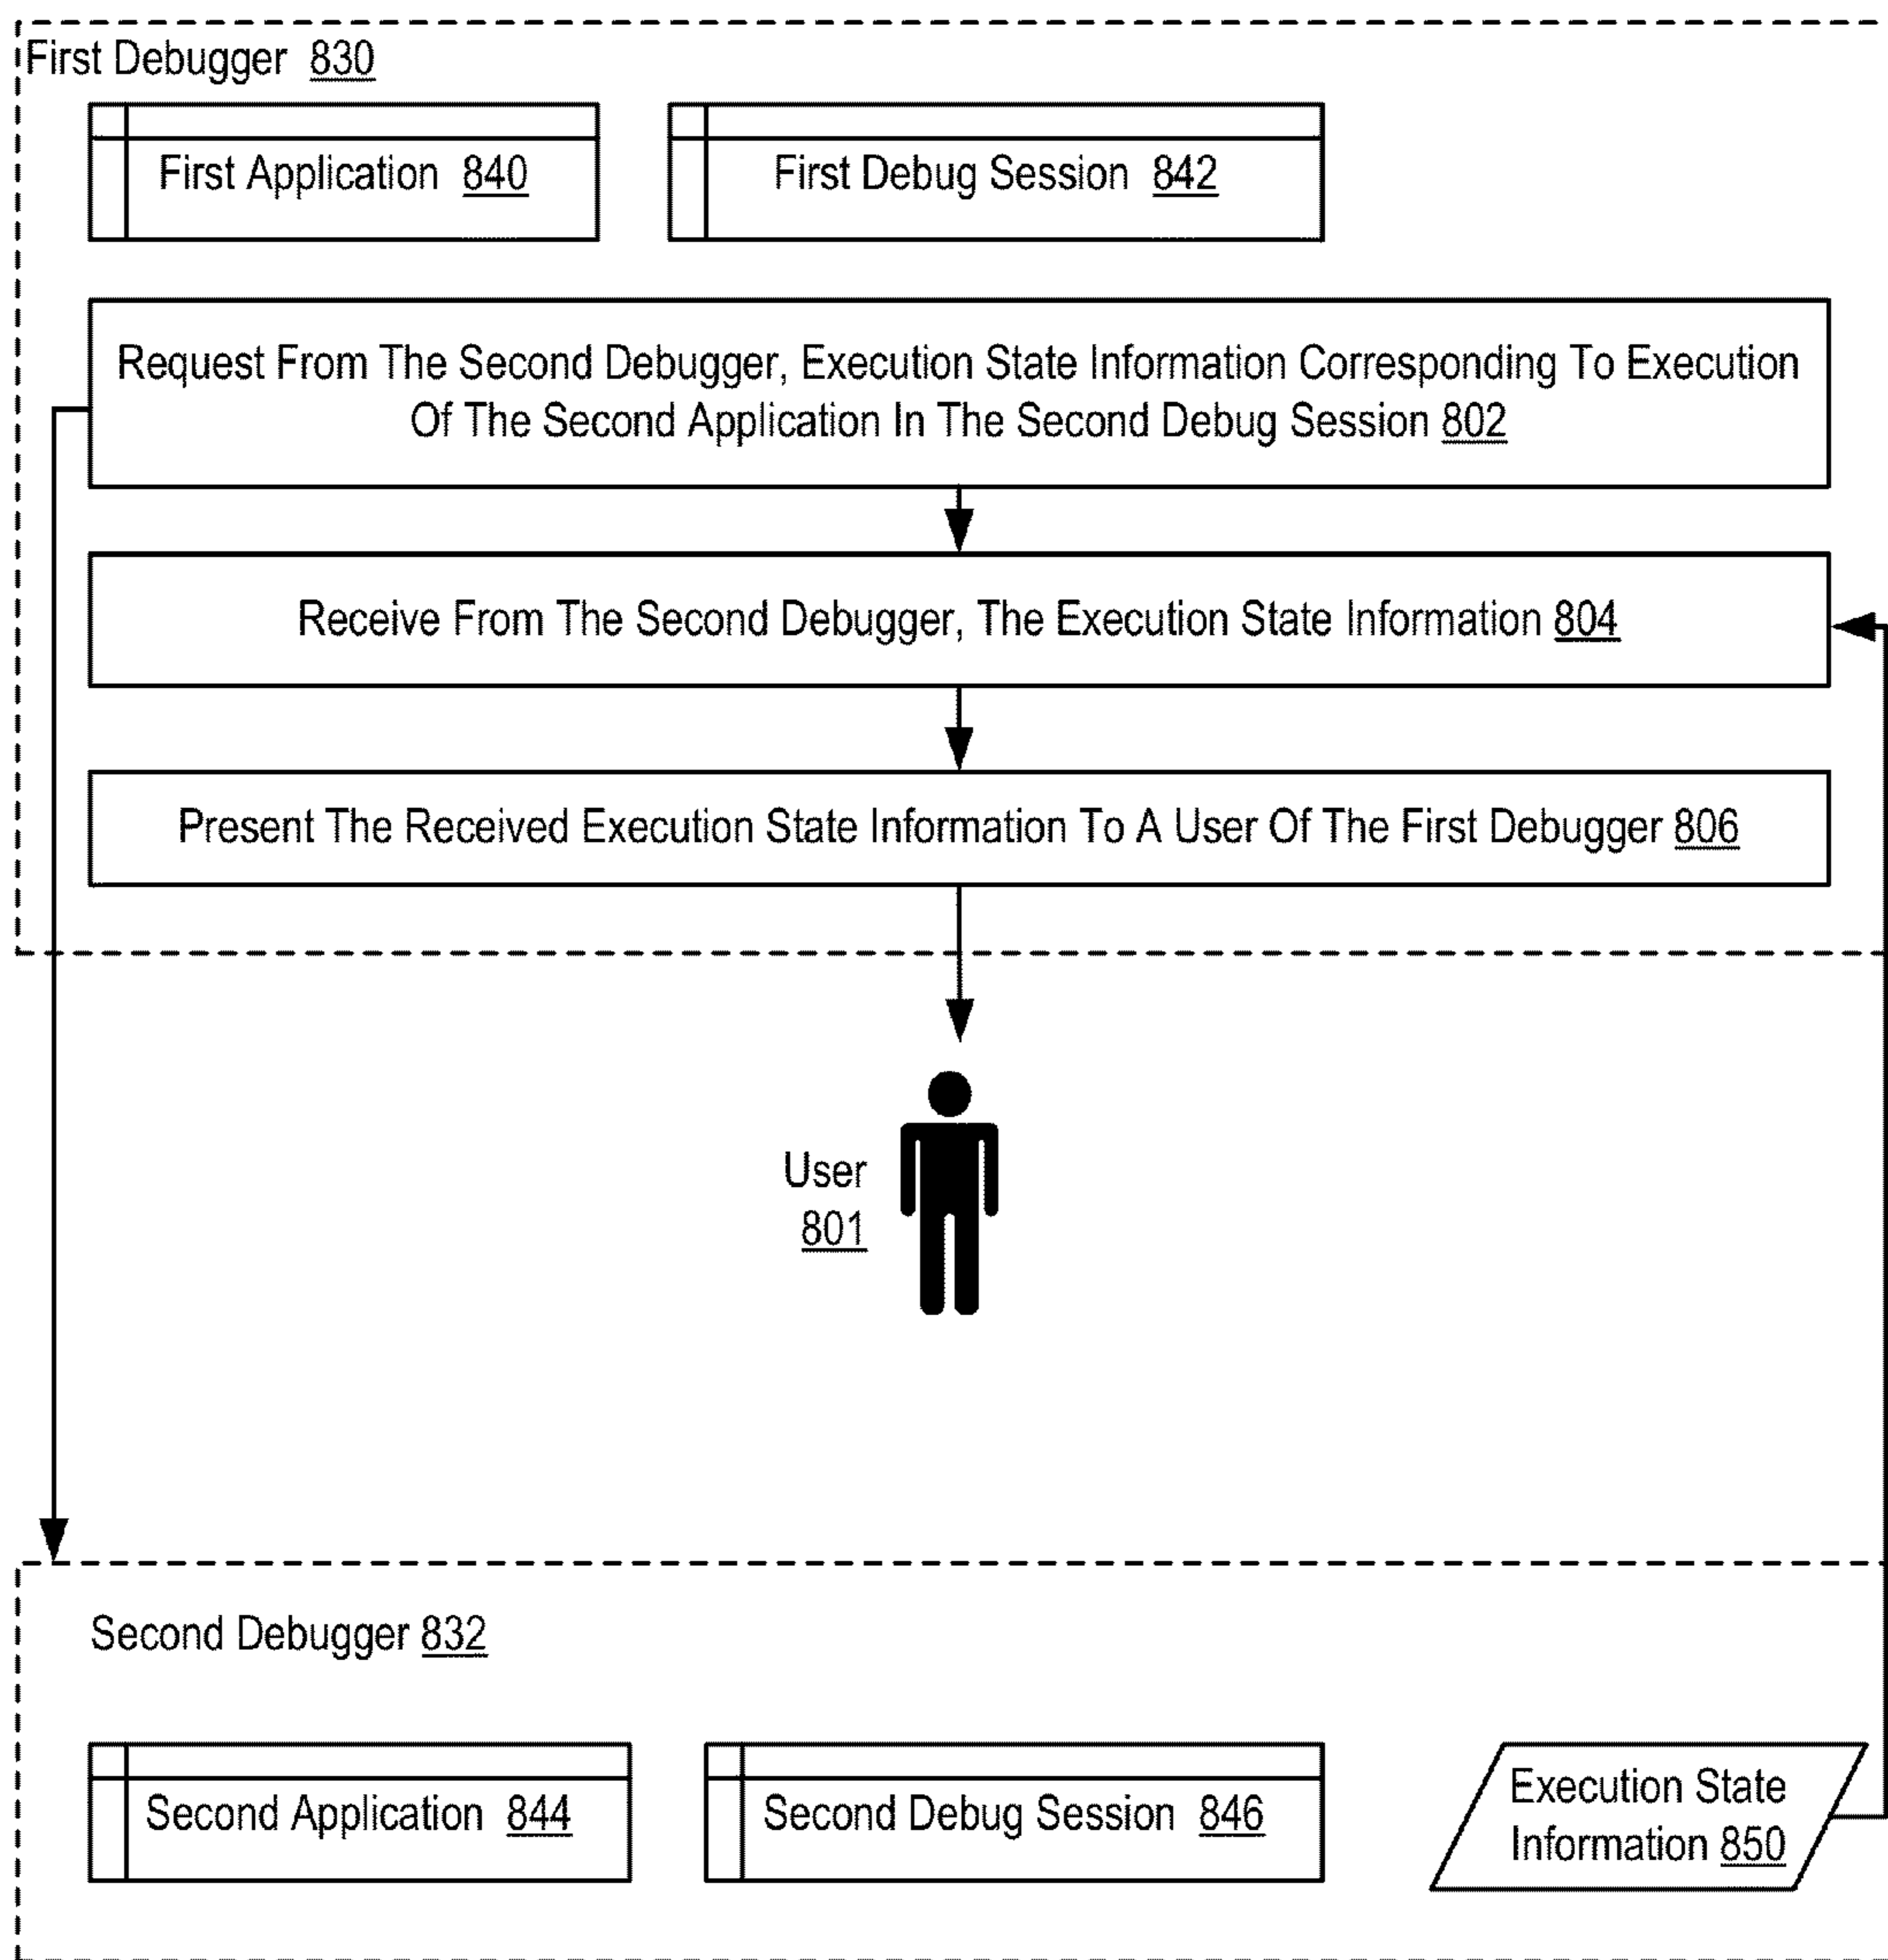 First Debugger 830
First Application 840
First Debug Session 842
Request From The Second Debugger, Execution State Information Corresponding To Execution
Of The Second Application In The Second Debug Session 802
Receive From The Second Debugger, The Execution State Information 804
Present The Received Execution State Information To A User Of The First Debugger 806
User
801
Second Debugger 832
Second Application 844
Second Debug Session 846
Execution State
Information 850